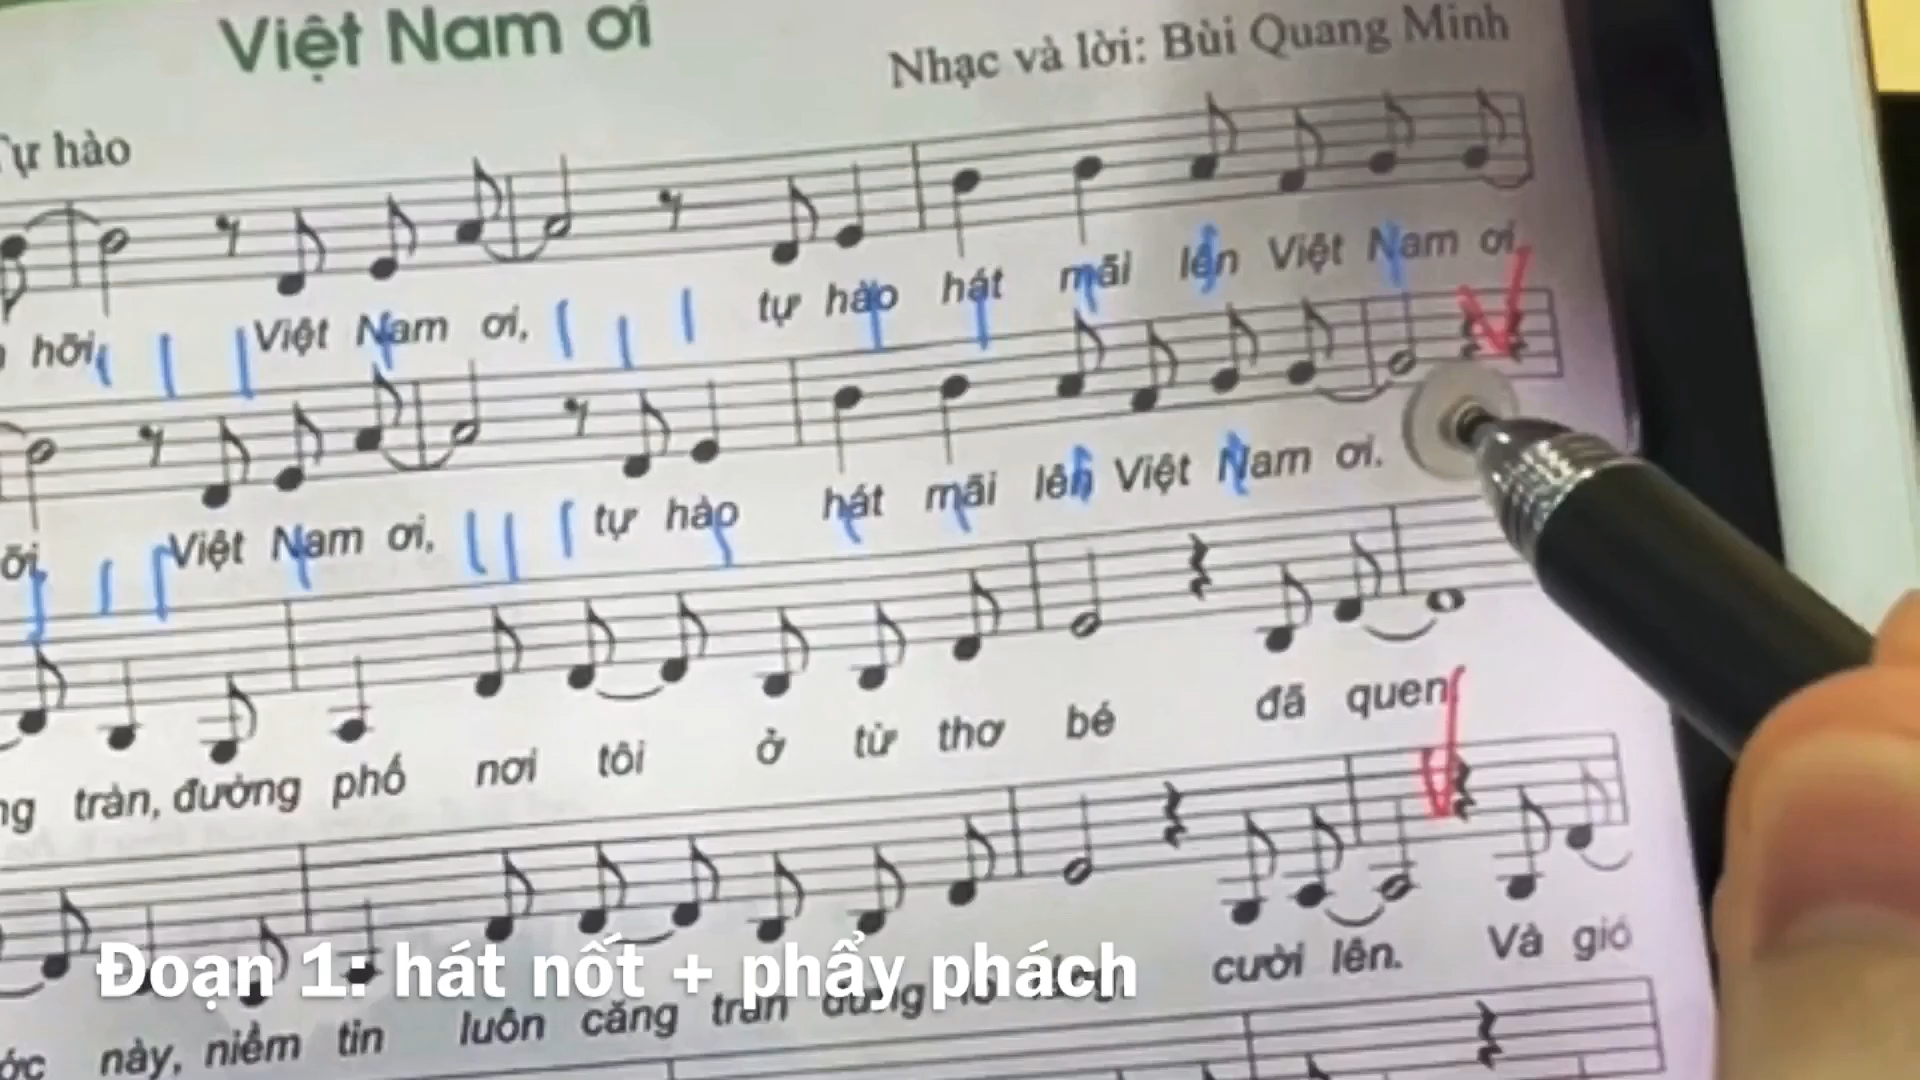 Việt Nam ơi
Nhạc và lời: Bùi Quang Minh
Tự hào
hỡi, Việt Nam ơi, tự hào hát mãi lên Việt Nam ơi,
Việt Nam ơi, tự hào hát mãi lên Việt Nam ơi.
tràn, đường phố nơi tôi ở từ thơ bé đã quen
này, niềm tin luôn căng tràn cười lên. Và gió
Đoạn 1: hát nốt + phẩy phách